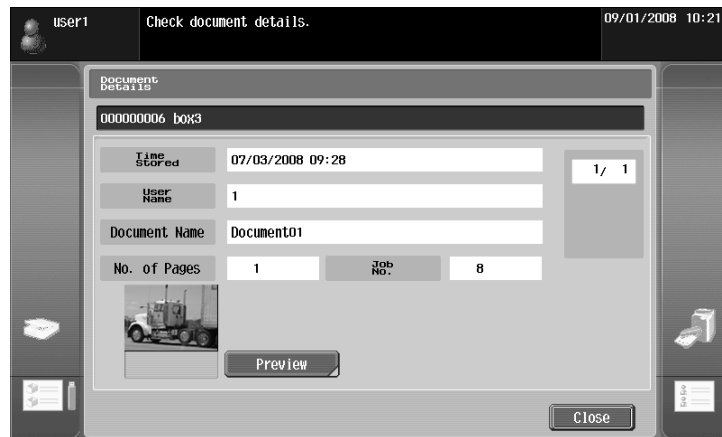 user1
Check document details.
09/01/2008 10:21
Document
Details
000000006 box3
Time
Stored
07/03/2008 09:28
1/ 1
User
Name
1
Document Name
Document01
No. of Pages
1
Job
No.
8
Preview
Close